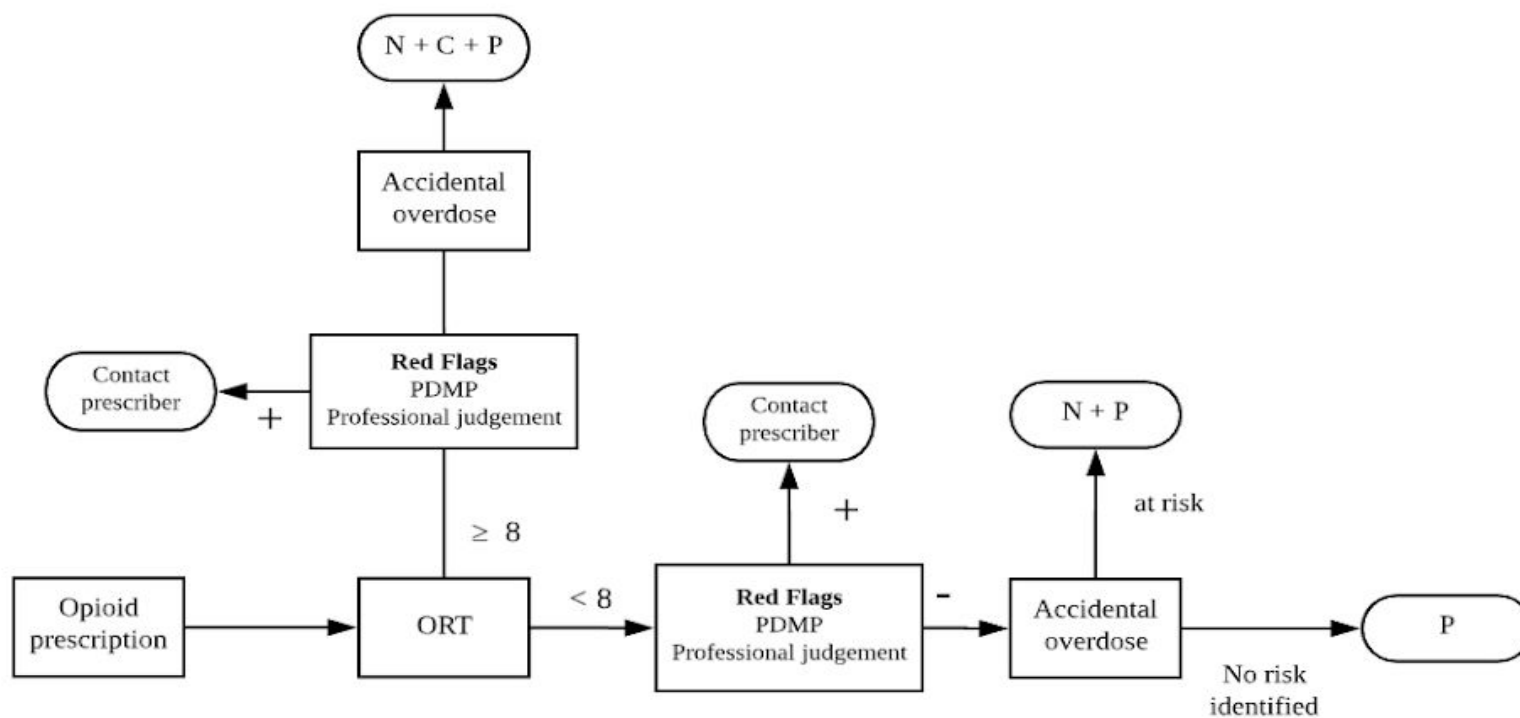 N + C + P
Accidental
overdose
Red Flags
PDMP
Professional judgement
Contact
prescriber
+
≥ 8
Opioid
prescription
ORT
< 8
Red Flags
PDMP
Professional judgement
Contact
prescriber
+
-
Accidental
overdose
N + P
at risk
P
No risk
identified